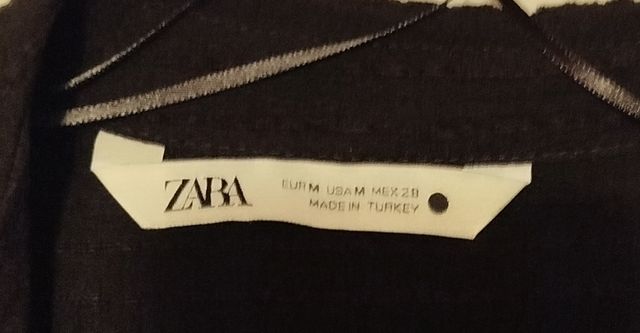 ZARA
EUR M USA M MEX 28
MADE IN TURKEY